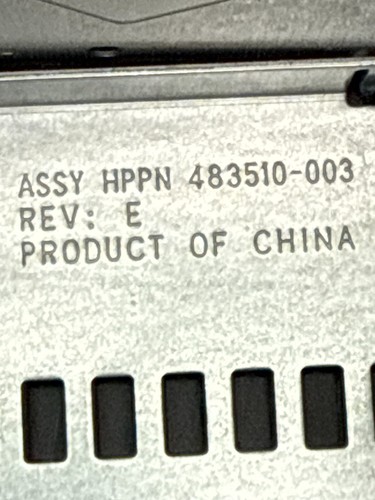 ASSY HPPN 483510-003
REV: E
PRODUCT OF CHINA